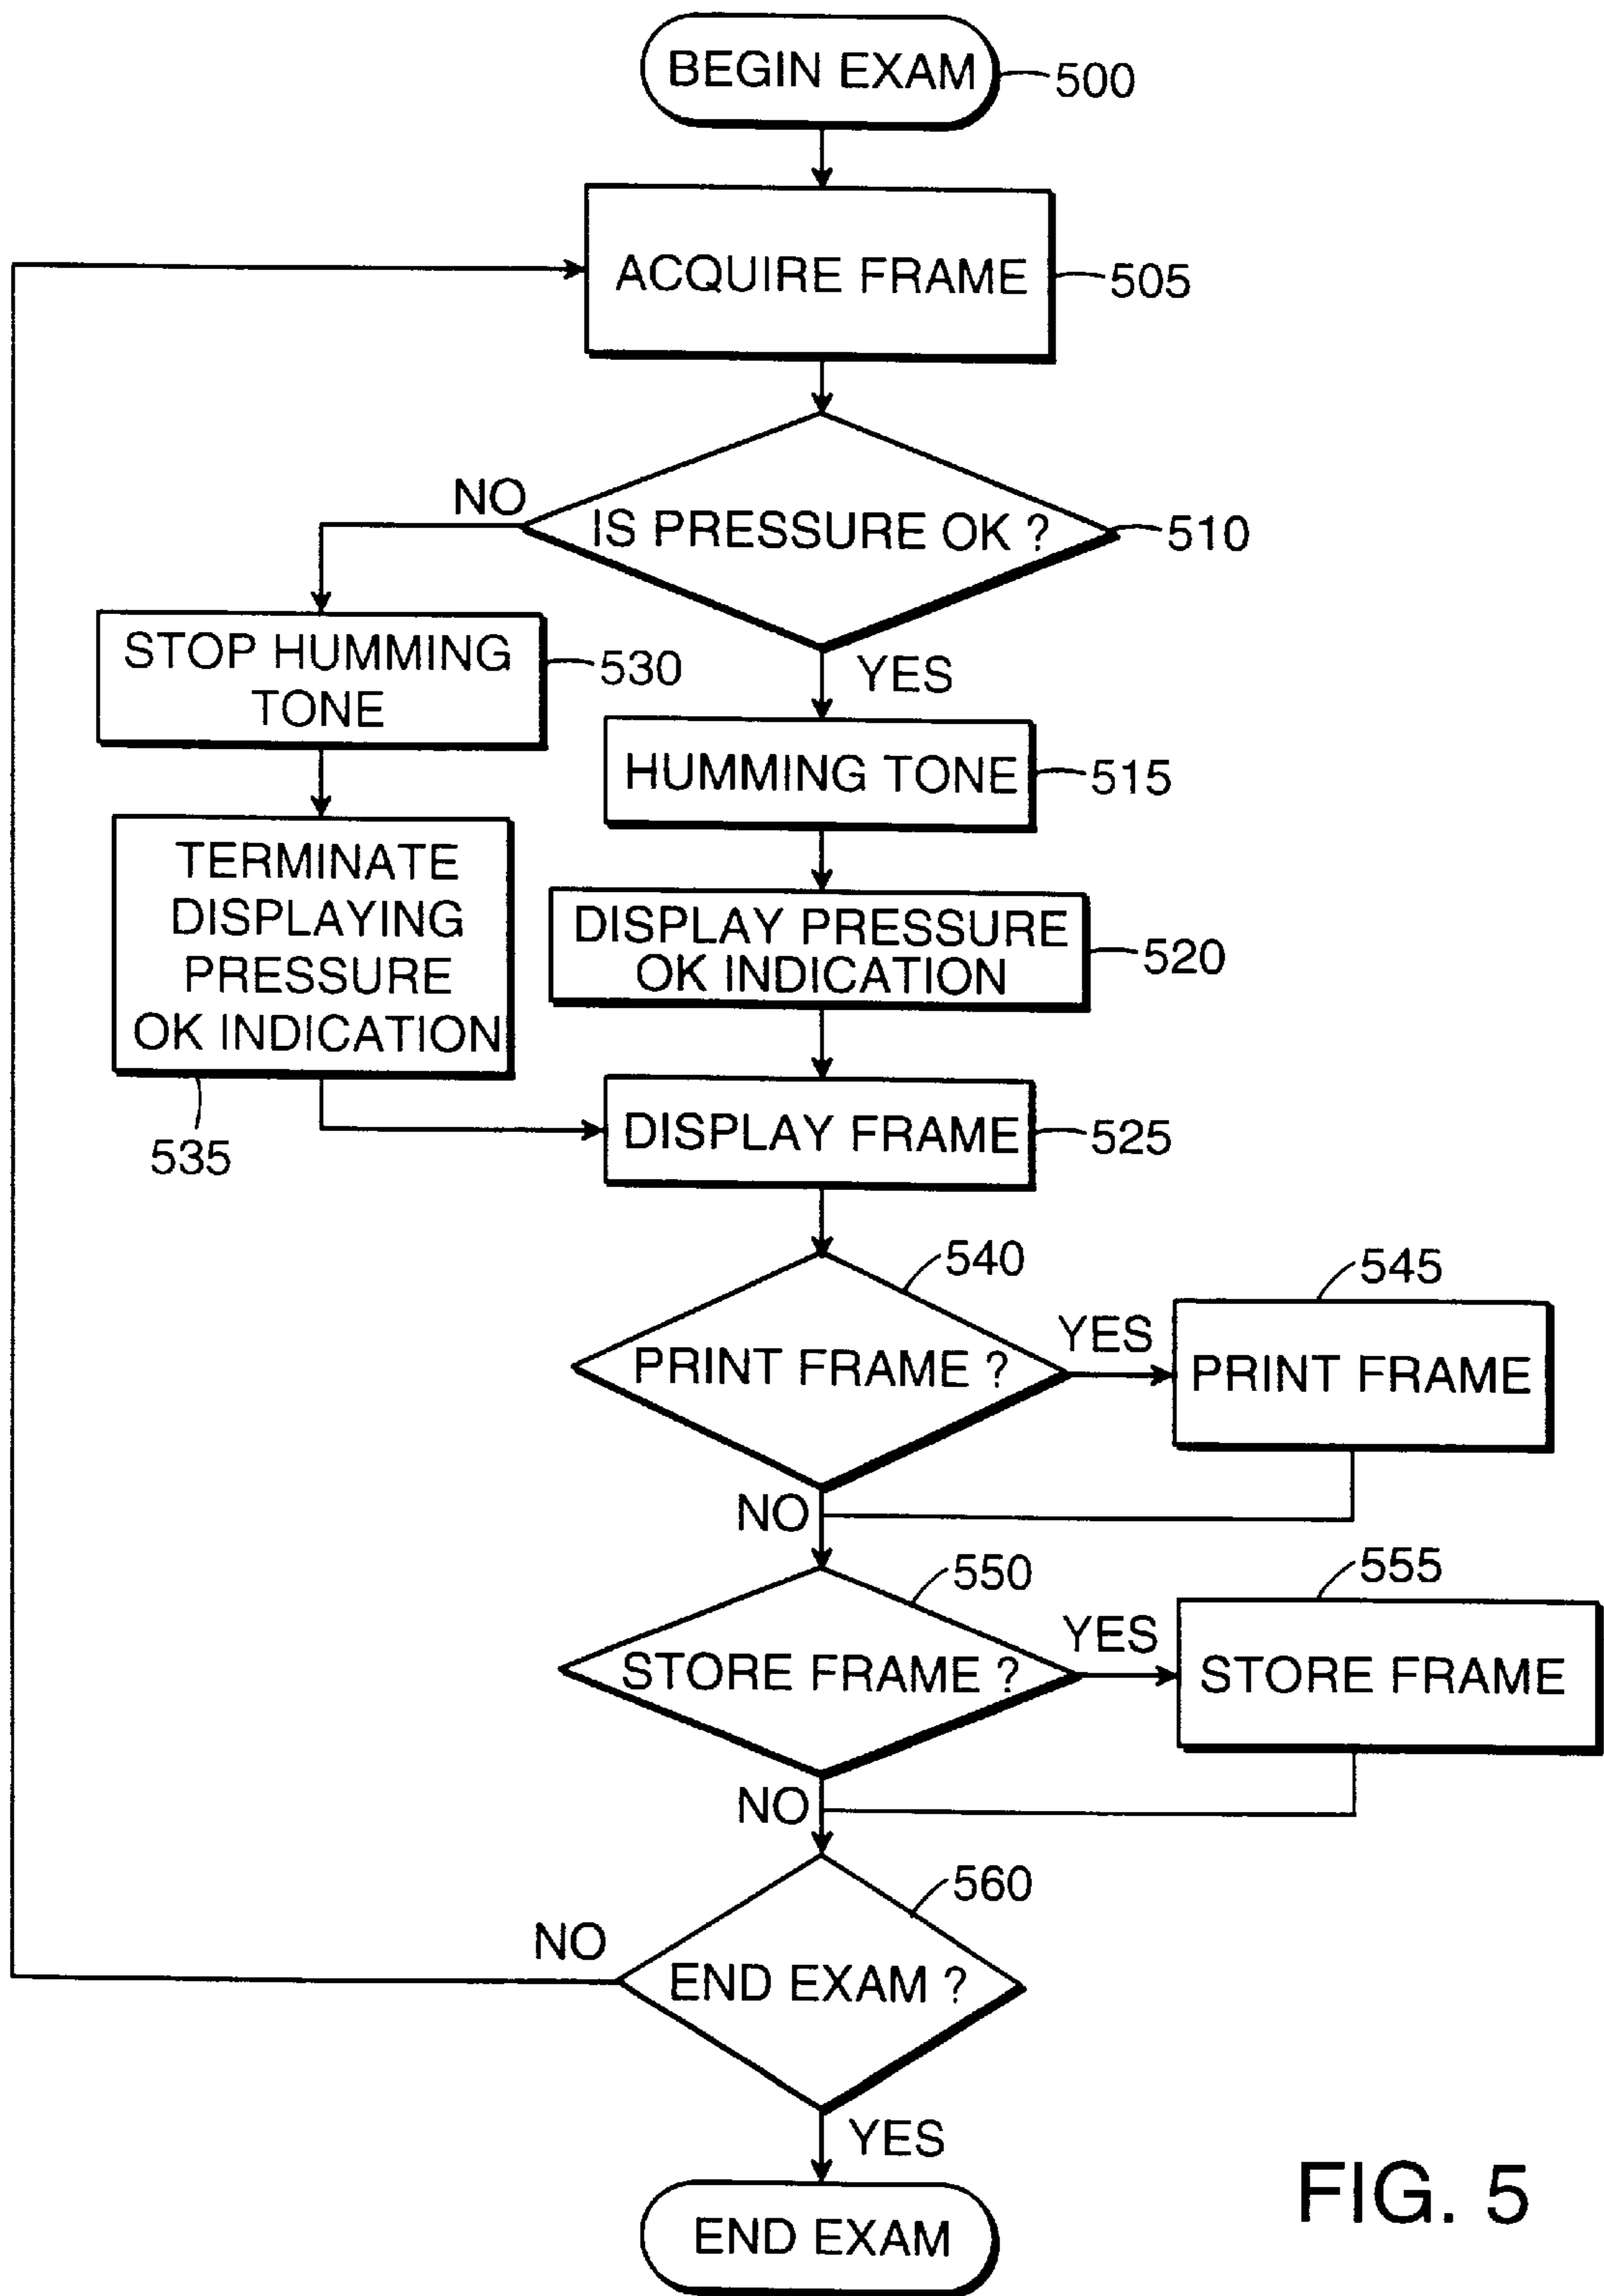 BEGIN EXAM
500
ACQUIRE FRAME
505
NO
IS PRESSURE OK ?
510
STOP HUMMING
TONE
530
YES
HUMMING TONE
515
TERMINATE
DISPLAYING
PRESSURE
OK INDICATION
535
DISPLAY PRESSURE
OK INDICATION
520
DISPLAY FRAME
525
540
PRINT FRAME ?
YES
545
PRINT FRAME
NO
550
STORE FRAME ?
YES
555
STORE FRAME
NO
560
NO
END EXAM ?
YES
END EXAM
FIG. 5